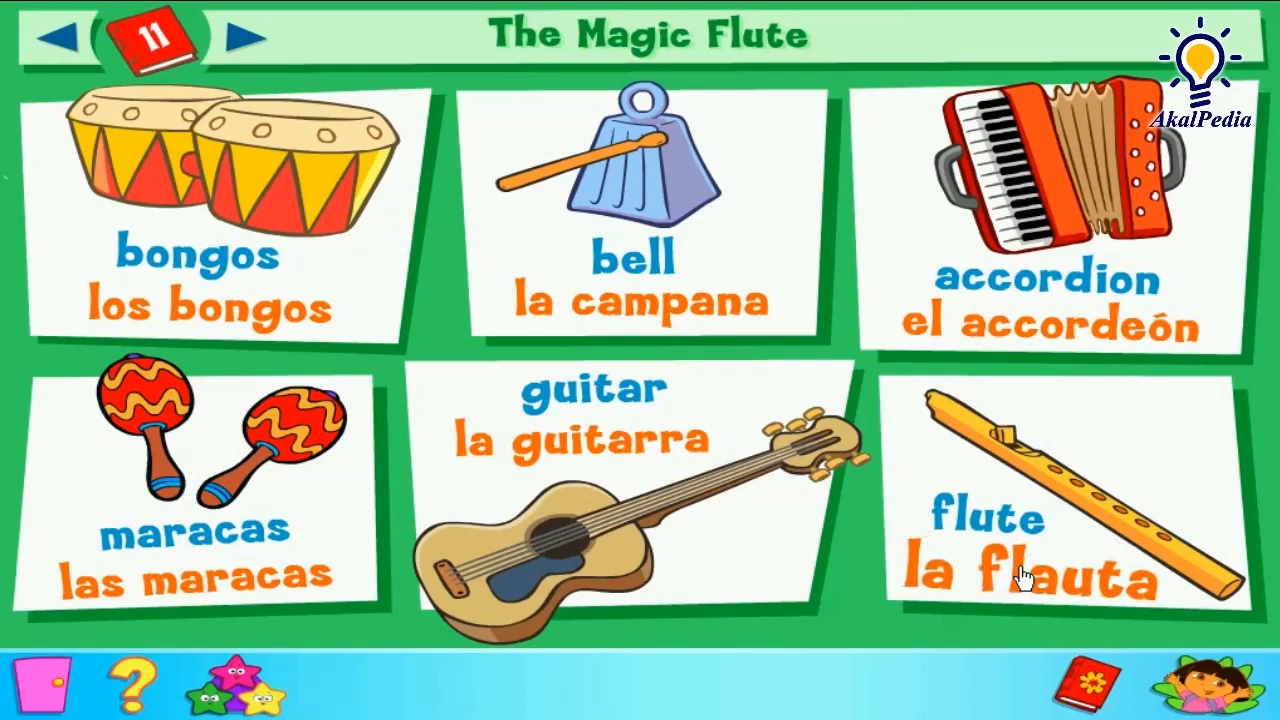 11
The Magic Flute
AkalPedia
bongos
los bongos
bell
la campana
accordion
el accordeón
maracas
las maracas
guitar
la guitarra
flute
la flauta
?